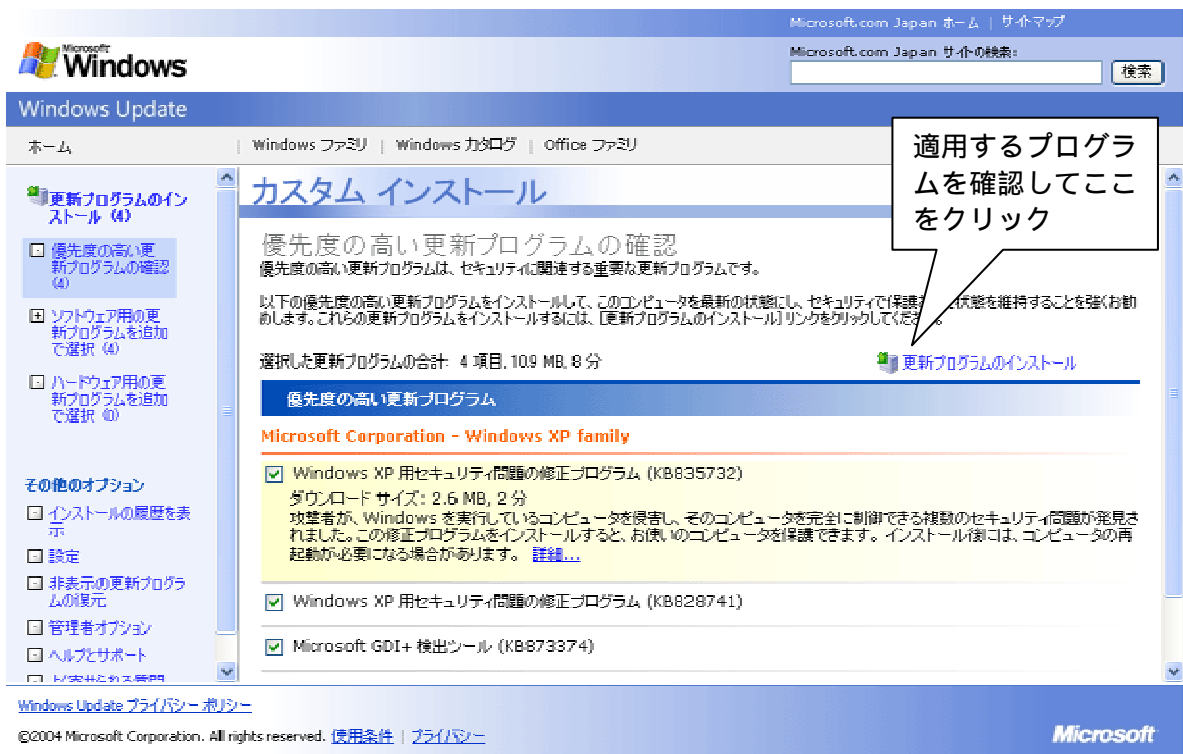 Microsoft.com Japan ホーム | サイトマップ
Microsoft Windows
Microsoft.com Japan サイトの検索:
検索
Windows Update
ホーム | Windows ファミリ | Windows カタログ | Office ファミリ
適用するプログラ
ムを確認してここ
をクリック
更新プログラムのイン
ストール (4)
優先度の高い更
新プログラムの確認
(4)
ソフトウェア用の更
新プログラムを追加
で選択 (4)
ハードウェア用の更
新プログラムを追加
で選択 (0)
その他のオプション
インストールの履歴を表
示
設定
非表示の更新プログラ
ムの復元
管理者オプション
ヘルプとサポート
カスタム インストール
優先度の高い更新プログラムの確認
優先度の高い更新プログラムは、セキュリティに関連する重要な更新プログラムです。
以下の優先度の高い更新プログラムをインストールして、このコンピュータを最新の状態にし、セキュリティで保護 状態を維持することを強くお勧
めします。これらの更新プログラムをインストールするには、[更新プログラムのインストール] リンクをクリックしてください。
選択した更新プログラムの合計: 4 項目, 10.9 MB, 8 分
更新プログラムのインストール
優先度の高い更新プログラム
Microsoft Corporation - Windows XP family
Windows XP 用セキュリティ問題の修正プログラム (KB835732)
ダウンロード サイズ: 2.6 MB, 2 分
攻撃者が、Windows を実行しているコンピュータを侵害し、そのコンピュータを完全に制御できる複数のセキュリティ問題が発見さ
れました。この修正プログラムをインストールすると、お使いのコンピュータを保護できます。インストール後には、コンピュータの再
起動が必要になる場合があります。 詳細...
Windows XP 用セキュリティ問題の修正プログラム (KB828741)
Microsoft GDI+ 検出ツール (KB873374)
Windows Update プライバシー ポリシー
©2004 Microsoft Corporation. All rights reserved. 使用条件 | プライバシー
Microsoft